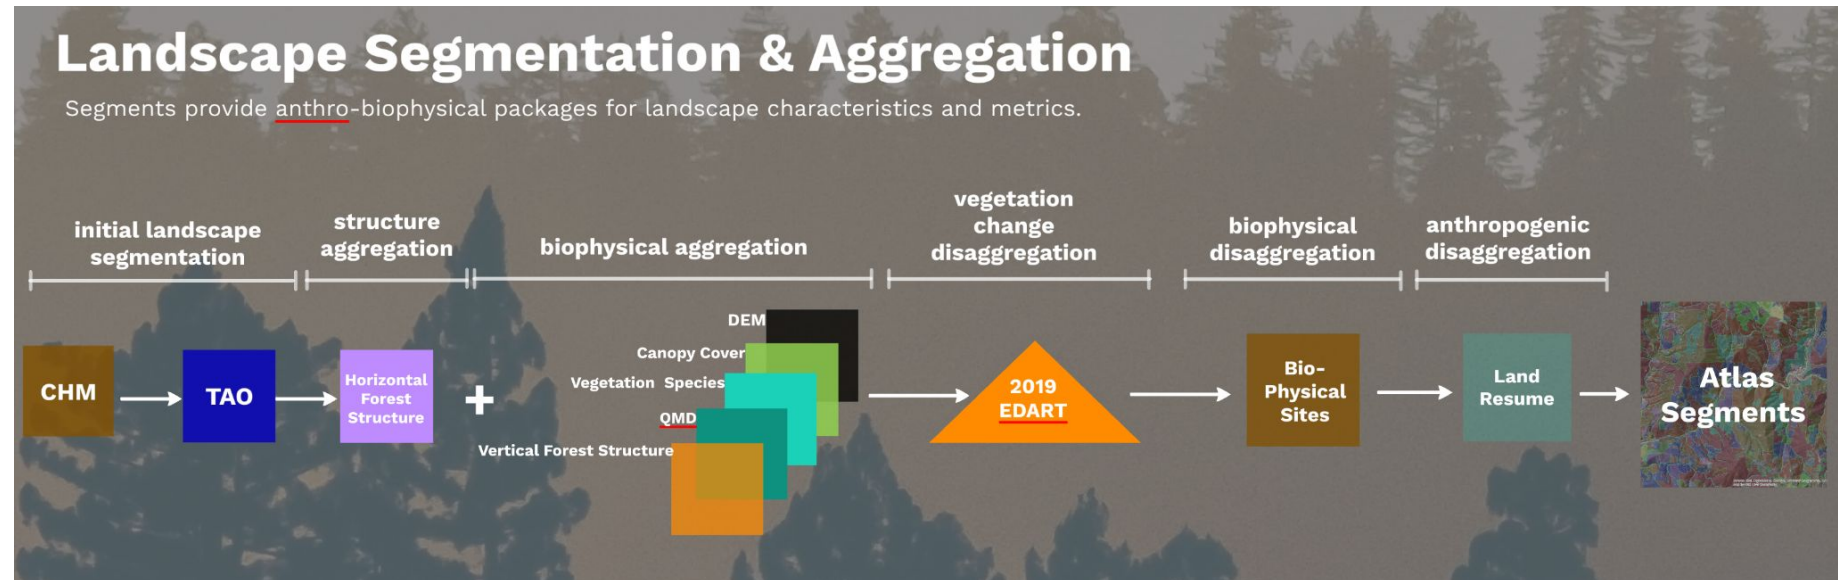 Landscape Segmentation & Aggregation
Segments provide anthro-biophysical packages for landscape characteristics and metrics.
initial landscape
segmentation
structure
aggregation
biophysical aggregation
vegetation
change
disaggregation
biophysical
disaggregation
anthropogenic
disaggregation
CHM
TAO
Horizontal
Forest
Structure
+
DEM
Canopy Cover
Vegetation Species
QMD
Vertical Forest Structure
2019
EDART
Bio-
Physical
Sites
Land
Resume
Atlas
Segments